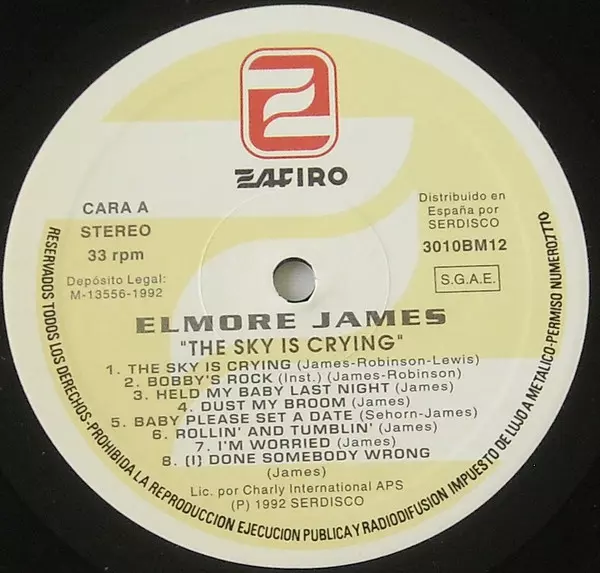 ZAFIRO
CARA A
STEREO
33 rpm
Depósito Legal:
M-13556-1992
Distribuido en
España por
SERDISCO
3010BM12
S.G.A.E.
ELMORE JAMES
"THE SKY IS CRYING"
1. THE SKY IS CRYING (James-Robinson-Lewis)
2. BOBBY'S ROCK (Inst.) (James-Robinson)
3. HELD MY BABY LAST NIGHT (James)
4. DUST MY BROOM (James)
5. BABY PLEASE SET A DATE (Sehorn-James)
6. ROLLIN' AND TUMBLIN' (James)
7. I'M WORRIED (James)
8. (I) DONE SOMEBODY WRONG
(James)
Lic. por Charly International APS
(P) 1992 SERDISCO
RESERVADOS TODOS LOS DERECHOS-PROHIBIDA LA REPRODUCCION EJECUCION PUBLICA Y RADIODIFUSION IMPUESTO DE LUJO A METALICO-PERMISO NUMERO7770